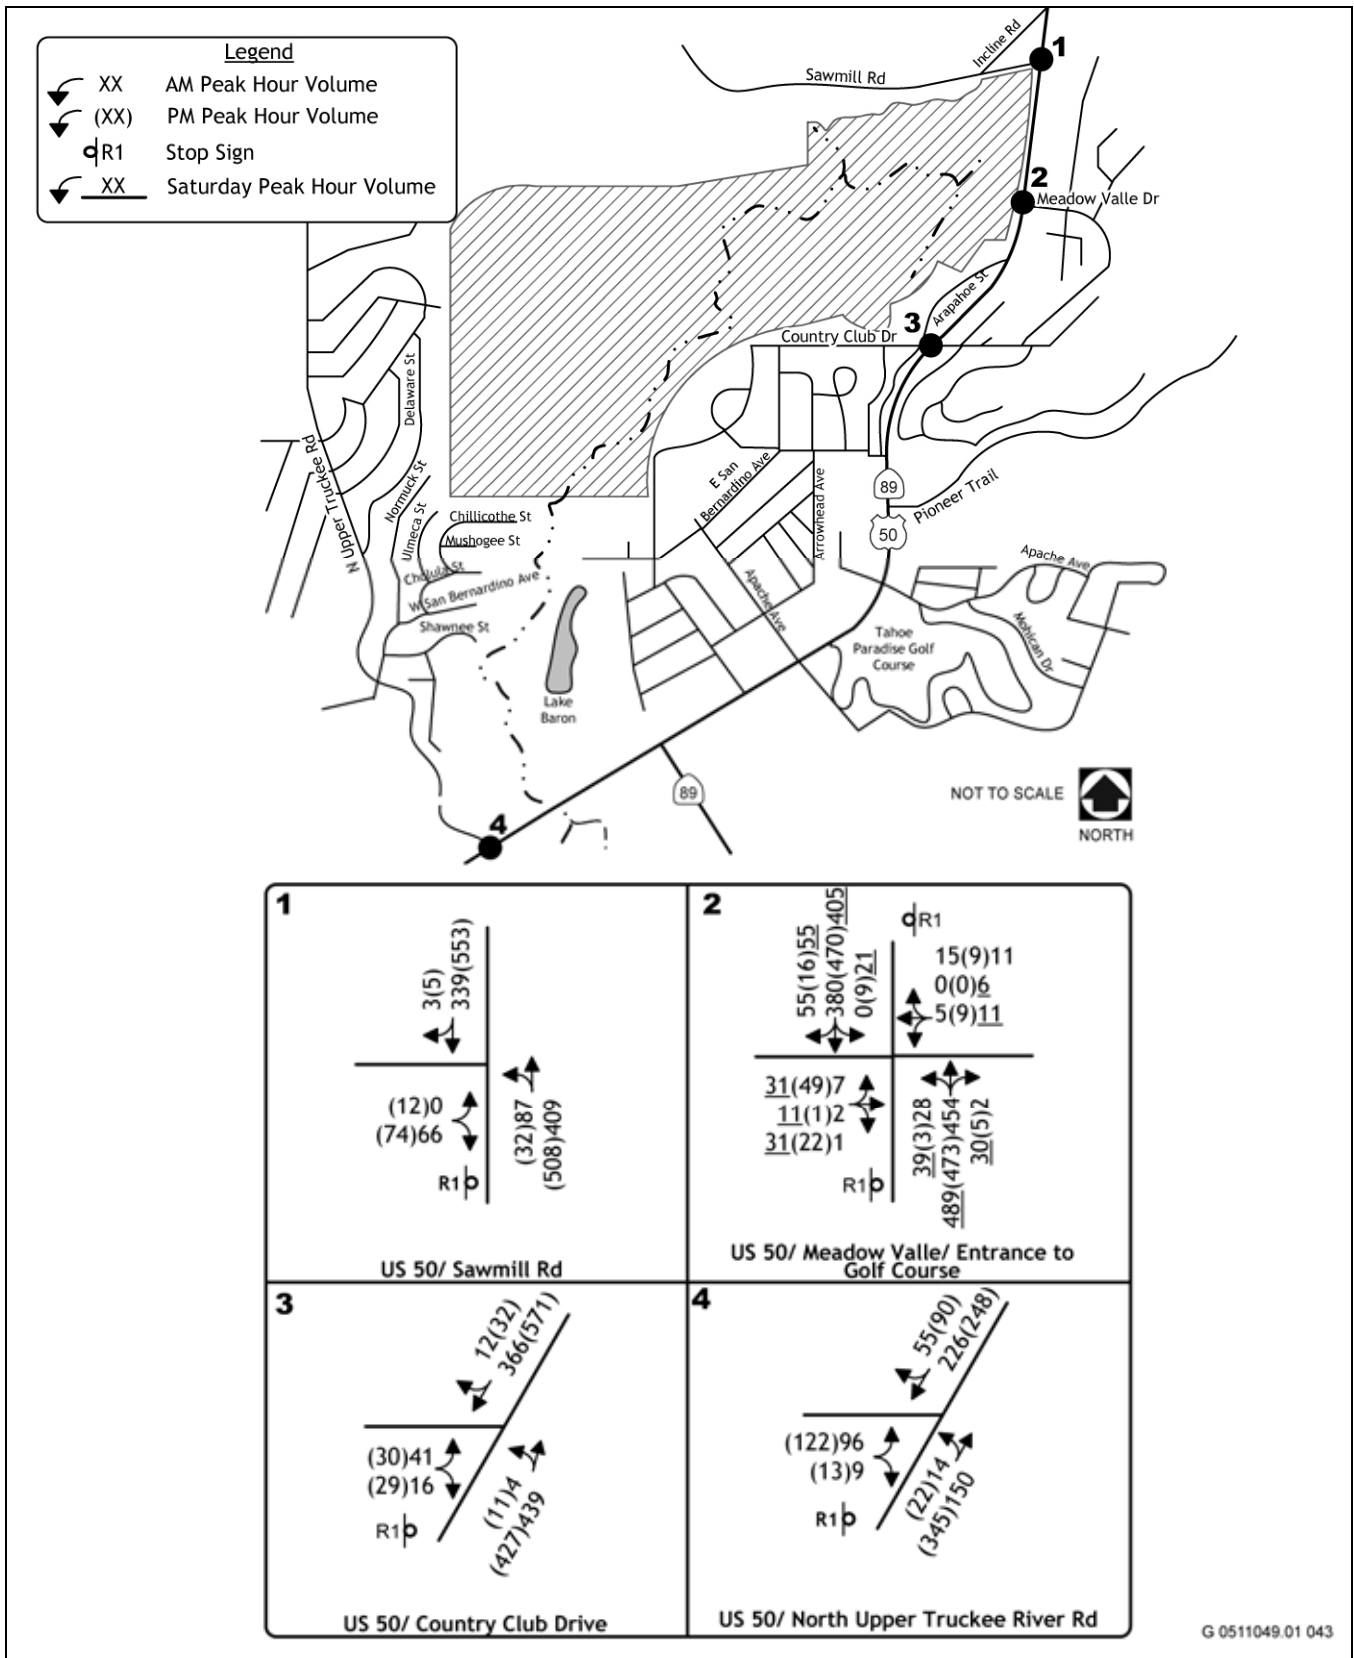 Legend
XX AM Peak Hour Volume
(XX) PM Peak Hour Volume
R1 Stop Sign
XX Saturday Peak Hour Volume
Incline Rd
1
Sawmill Rd
2
Meadow Valle Dr
Arapahoe St
3
Country Club Dr
Delaware St
N Upper Truckee Rd
Normuck St
E San
Bernardino Ave
Arrowhead Ave
89
Pioneer Trail
50
Ulmeca St
Chillicothe St
Mushogee St
Cholula St
W San Bernardino Ave
Shawnee St
Apache Ave
Apache Ave
Mohican Dr
Tahoe
Paradise Golf
Course
Lake
Baron
89
NOT TO SCALE
NORTH
4
1
3(5)
339(553)
(12)0
(74)66
R1
(32)87
(508)409
US 50/ Sawmill Rd
2
55(16)55
380(470)405
0(9)21
R1
15(9)11
0(0)6
5(9)11
31(49)7
11(1)2
31(22)1
R1
39(3)28
489(473)454
30(5)2
US 50/ Meadow Valle/ Entrance to
Golf Course
3
12(32)
366(571)
(30)41
(29)16
R1
(11)4
(427)439
US 50/ Country Club Drive
4
55(90)
226(248)
(122)96
(13)9
R1
(22)14
(345)150
US 50/ North Upper Truckee River Rd
G 0511049.01 043